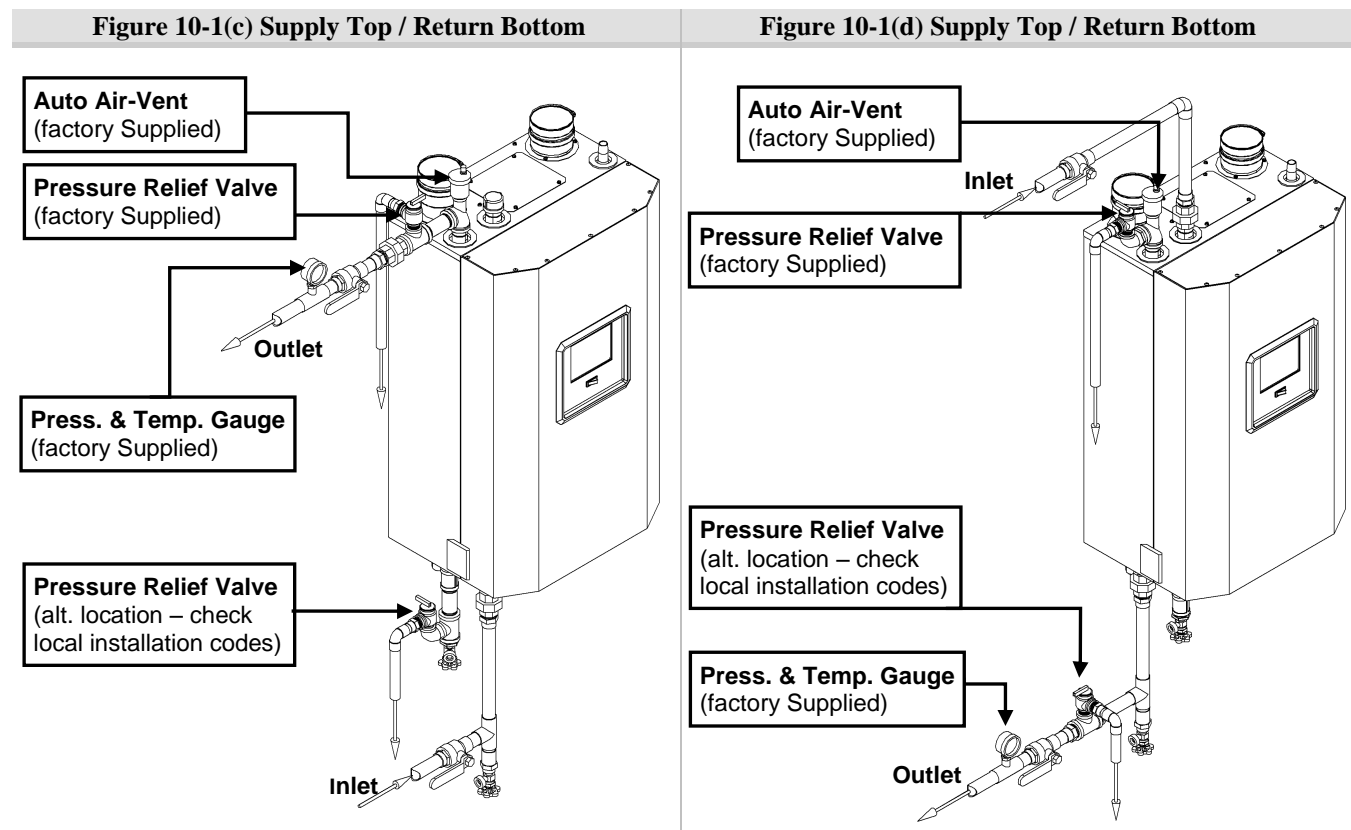 Figure 10-1(c) Supply Top / Return Bottom
Auto Air-Vent
(factory Supplied)
Pressure Relief Valve
(factory Supplied)
Outlet
Press. & Temp. Gauge
(factory Supplied)
Pressure Relief Valve
(alt. location – check
local installation codes)
Inlet
Figure 10-1(d) Supply Top / Return Bottom
Auto Air-Vent
(factory Supplied)
Inlet
Pressure Relief Valve
(factory Supplied)
Pressure Relief Valve
(alt. location – check
local installation codes)
Press. & Temp. Gauge
(factory Supplied)
Outlet